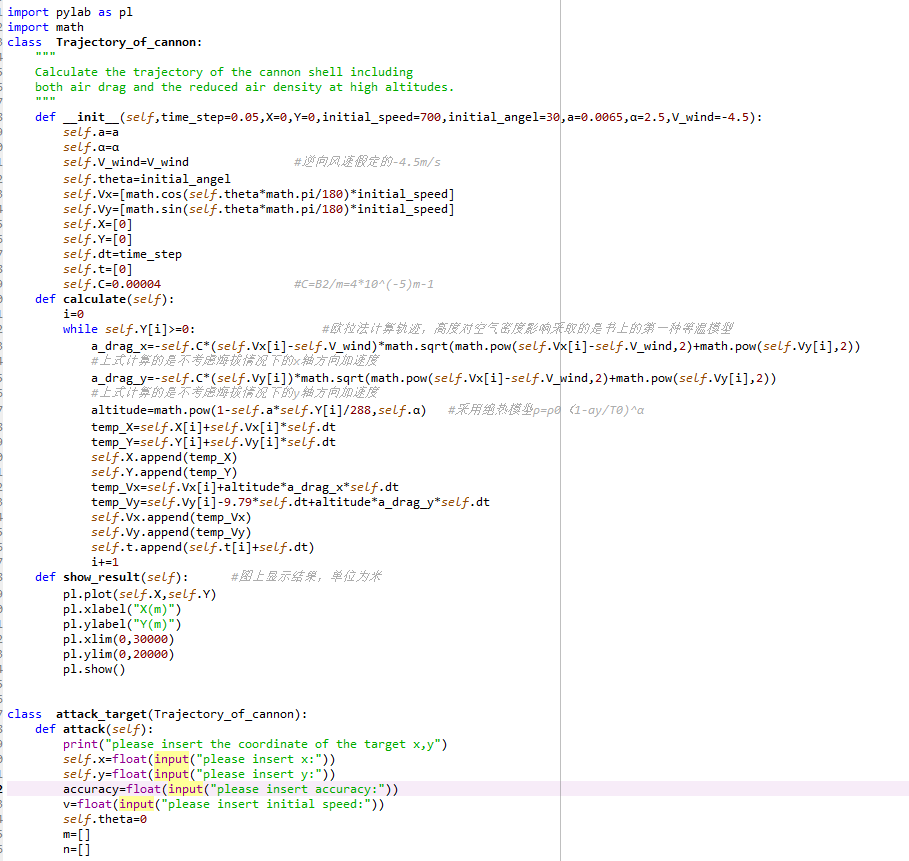 import pylab as pl
import math
class  Trajectory_of_cannon:
    """
    Calculate the trajectory of the cannon shell including
    both air drag and the reduced air density at high altitudes.
    """
    def __init__(self,time_step=0.05,X=0,Y=0,initial_speed=700,initial_angel=30,a=0.0065,α=2.5,V_wind=-4.5):
        self.a=a
        self.α=α
        self.V_wind=V_wind               #逆向风速假定的-4.5m/s
        self.theta=initial_angel
        self.Vx=[math.cos(self.theta*math.pi/180)*initial_speed]
        self.Vy=[math.sin(self.theta*math.pi/180)*initial_speed]
        self.X=[0]
        self.Y=[0]
        self.dt=time_step
        self.t=[0]
        self.C=0.00004                   #C=B2/m=4*10^(-5)m-1
    def calculate(self):
        i=0
        while self.Y[i]>=0:                  #欧拉法计算轨迹，高度对空气密度影响采取的是书上的第一种等温模型
            a_drag_x=-self.C*(self.Vx[i]-self.V_wind)*math.sqrt(math.pow(self.Vx[i]-self.V_wind,2)+math.pow(self.Vy[i],2))
            #上式计算的是不考虑海拔情况下的x轴方向加速度
            a_drag_y=-self.C*(self.Vy[i])*math.sqrt(math.pow(self.Vx[i]-self.V_wind,2)+math.pow(self.Vy[i],2))
            #上式计算的是不考虑海拔情况下的y轴方向加速度
            altitude=math.pow(1-self.a*self.Y[i]/288,self.α)   #采用绝热模型ρ=ρ0（1-ay/T0)^α
            temp_X=self.X[i]+self.Vx[i]*self.dt
            temp_Y=self.Y[i]+self.Vy[i]*self.dt
            self.X.append(temp_X)
            self.Y.append(temp_Y)
            temp_Vx=self.Vx[i]+altitude*a_drag_x*self.dt
            temp_Vy=self.Vy[i]-9.79*self.dt+altitude*a_drag_y*self.dt
            self.Vx.append(temp_Vx)
            self.Vy.append(temp_Vy)
            self.t.append(self.t[i]+self.dt)
            i+=1
    def show_result(self):      #图上显示结果，单位为米
        pl.plot(self.X,self.Y)
        pl.xlabel("X(m)")
        pl.ylabel("Y(m)")
        pl.xlim(0,30000)
        pl.ylim(0,20000)
        pl.show()
class  attack_target(Trajectory_of_cannon):
    def attack(self):
        print("please insert the coordinate of the target x,y")
        self.x=float(input("please insert x:"))
        self.y=float(input("please insert y:"))
        accuracy=float(input("please insert accuracy:"))
        v=float(input("please insert initial speed:"))
        self.theta=0
        m=[]
        n=[]